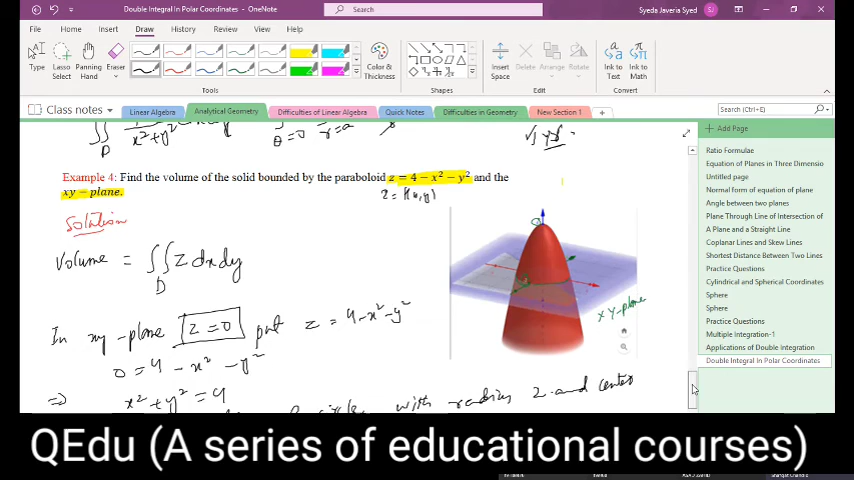 Double Integral In Polar Coordinates - OneNote
Search
Syeda Javeria Syed
SJ
File
Home
Insert
Draw
History
Review
View
Help
Type
Lasso Select
Panning Hand
Eraser
Color & Thickness
Shapes
Insert Space
Delete
Arrange
Rotate
Ink to Text
Ink to Math
Tools
Shapes
Edit
Convert
Class notes
Linear Algebra
Analytical Geometry
Difficulties of Linear Algebra
Quick Notes
Difficulties in Geometry
New Section 1
Search (Ctrl+E)
Add Page
Ratio Formulae
Equation of Planes in Three Dimensio
Untitled page
Normal form of equation of plane
Angle between two planes
Plane Through Line of Intersection of
A Plane and a Straight Line
Coplanar Lines and Skew Lines
Shortest Distance Between Two Lines
Practice Questions
Cylindrical and Spherical Coordinates
Sphere
Sphere
Practice Questions
Multiple Integration-1
Applications of Double Integration
Double Integral In Polar Coordinates
∬ x²+y²
D
θ=0 r=a
Example 4: Find the volume of the solid bounded by the paraboloid z = 4 − x² − y² and the
xy − plane.
z = f(x,y)
Solution
Volume = ∬ z dx dy
D
In xy-plane z=0 put z = 4-x²-y²
0 = 4 - x² - y²
⇒ x²+y² = 4
with radius 2 and center
XY-plane
QEdu (A series of educational courses)